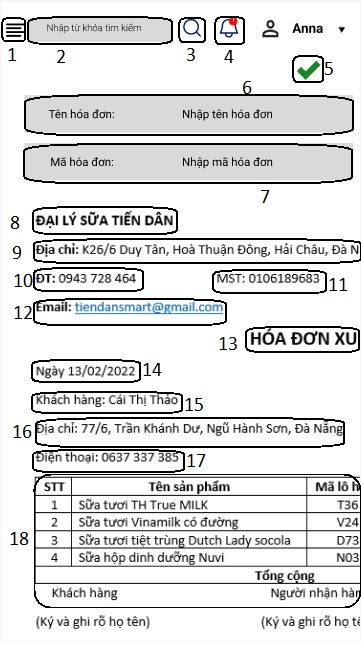 Nhập từ khóa tìm kiếm
Anna
1 2 3 4 5
6
Tên hóa đơn: Nhập tên hóa đơn
Mã hóa đơn: Nhập mã hóa đơn
7
8 ĐẠI LÝ SỮA TIẾN DÂN
9 Địa chỉ: K26/6 Duy Tân, Hoà Thuận Đông, Hải Châu, Đà N
10 ĐT: 0943 728 464 MST: 0106189683 11
12 Email: tiendansmart@gmail.com
13 HÓA ĐƠN XU
Ngày 13/02/2022 14
Khách hàng: Cái Thị Thảo 15
16 Địa chỉ: 77/6, Trần Khánh Dư, Ngũ Hành Sơn, Đà Nẵng
Điện thoại: 0637 337 385 17
STT Tên sản phẩm Mã lô h
1 Sữa tươi TH True MILK T36
2 Sữa tươi Vinamilk có đường V24
18 3 Sữa tươi tiệt trùng Dutch Lady socola D73
4 Sữa hộp dinh dưỡng Nuvi N03
Tổng cộng
Khách hàng Người nhận hàn
(Ký và ghi rõ họ tên) (Ký và ghi rõ họ tê